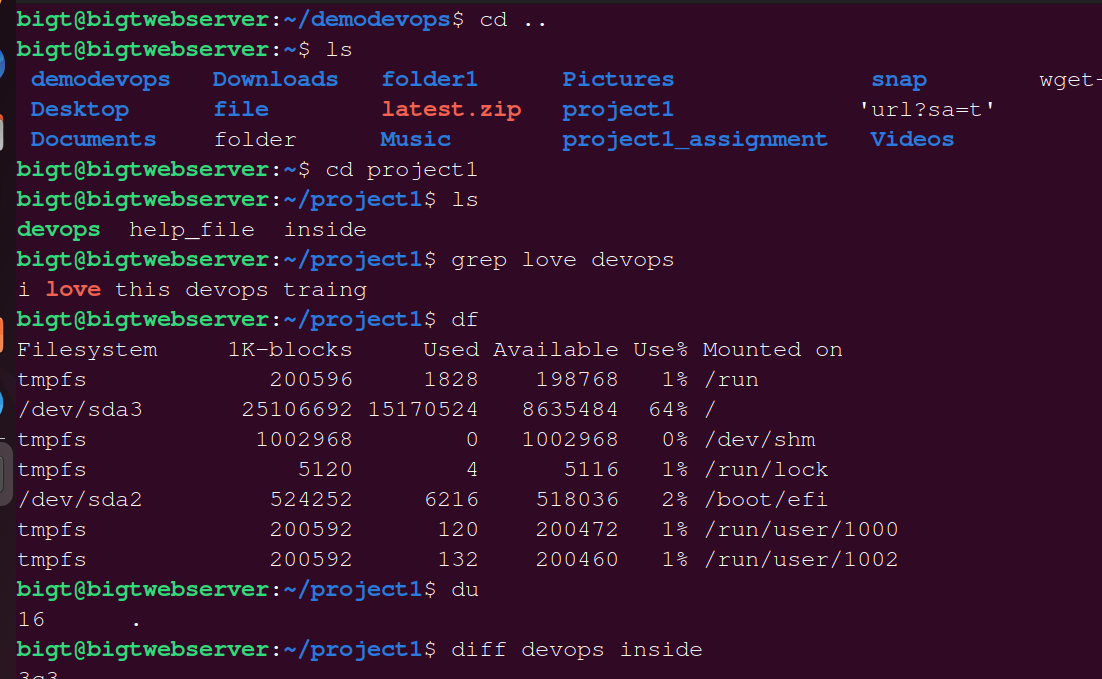 bigt@bigtwebserver:~/demodevops$ cd ..
bigt@bigtwebserver:~$ ls
demodevops Downloads folder1 Pictures snap wget-
Desktop file latest.zip project1 'url?sa=t'
Documents folder Music project1_assignment Videos
bigt@bigtwebserver:~$ cd project1
bigt@bigtwebserver:~/project1$ ls
devops help_file inside
bigt@bigtwebserver:~/project1$ grep love devops
i love this devops traing
bigt@bigtwebserver:~/project1$ df
Filesystem 1K-blocks Used Available Use% Mounted on
tmpfs 200596 1828 198768 1% /run
/dev/sda3 25106692 15170524 8635484 64% /
tmpfs 1002968 0 1002968 0% /dev/shm
tmpfs 5120 4 5116 1% /run/lock
/dev/sda2 524252 6216 518036 2% /boot/efi
tmpfs 200592 120 200472 1% /run/user/1000
tmpfs 200592 132 200460 1% /run/user/1002
bigt@bigtwebserver:~/project1$ du
16 .
bigt@bigtwebserver:~/project1$ diff devops inside